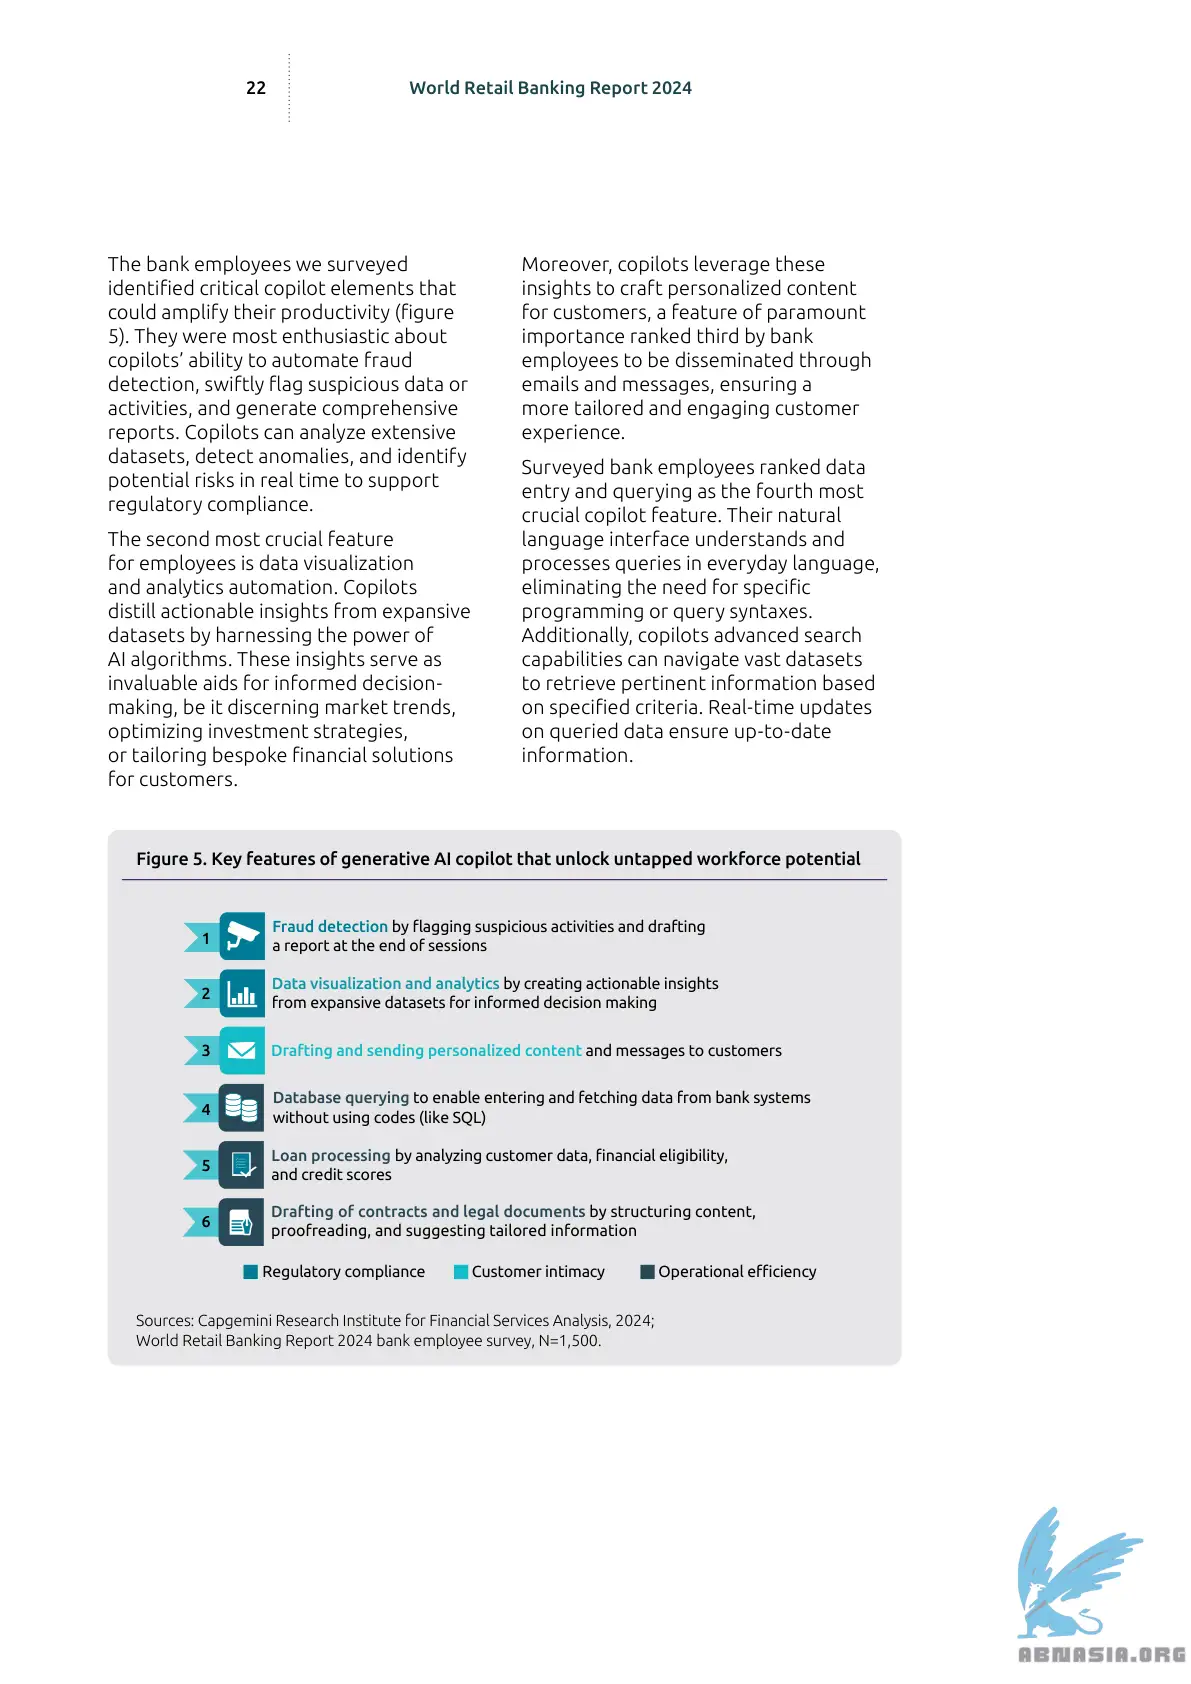 22
World Retail Banking Report 2024
The bank employees we surveyed
identified critical copilot elements that
could amplify their productivity (figure
5). They were most enthusiastic about
copilots’ ability to automate fraud
detection, swiftly flag suspicious data or
activities, and generate comprehensive
reports. Copilots can analyze extensive
datasets, detect anomalies, and identify
potential risks in real time to support
regulatory compliance.
The second most crucial feature
for employees is data visualization
and analytics automation. Copilots
distill actionable insights from expansive
datasets by harnessing the power of
AI algorithms. These insights serve as
invaluable aids for informed decision-
making, be it discerning market trends,
optimizing investment strategies,
or tailoring bespoke financial solutions
for customers.
Moreover, copilots leverage these
insights to craft personalized content
for customers, a feature of paramount
importance ranked third by bank
employees to be disseminated through
emails and messages, ensuring a
more tailored and engaging customer
experience.
Surveyed bank employees ranked data
entry and querying as the fourth most
crucial copilot feature. Their natural
language interface understands and
processes queries in everyday language,
eliminating the need for specific
programming or query syntaxes.
Additionally, copilots advanced search
capabilities can navigate vast datasets
to retrieve pertinent information based
on specified criteria. Real-time updates
on queried data ensure up-to-date
information.
Figure 5. Key features of generative AI copilot that unlock untapped workforce potential
1
Fraud detection by flagging suspicious activities and drafting
a report at the end of sessions
2
Data visualization and analytics by creating actionable insights
from expansive datasets for informed decision making
3
Drafting and sending personalized content and messages to customers
4
Database querying to enable entering and fetching data from bank systems
without using codes (like SQL)
5
Loan processing by analyzing customer data, financial eligibility,
and credit scores
6
Drafting of contracts and legal documents by structuring content,
proofreading, and suggesting tailored information
Regulatory compliance
Customer intimacy
Operational efficiency
Sources: Capgemini Research Institute for Financial Services Analysis, 2024;
World Retail Banking Report 2024 bank employee survey, N=1,500.
ABNASIA.ORG